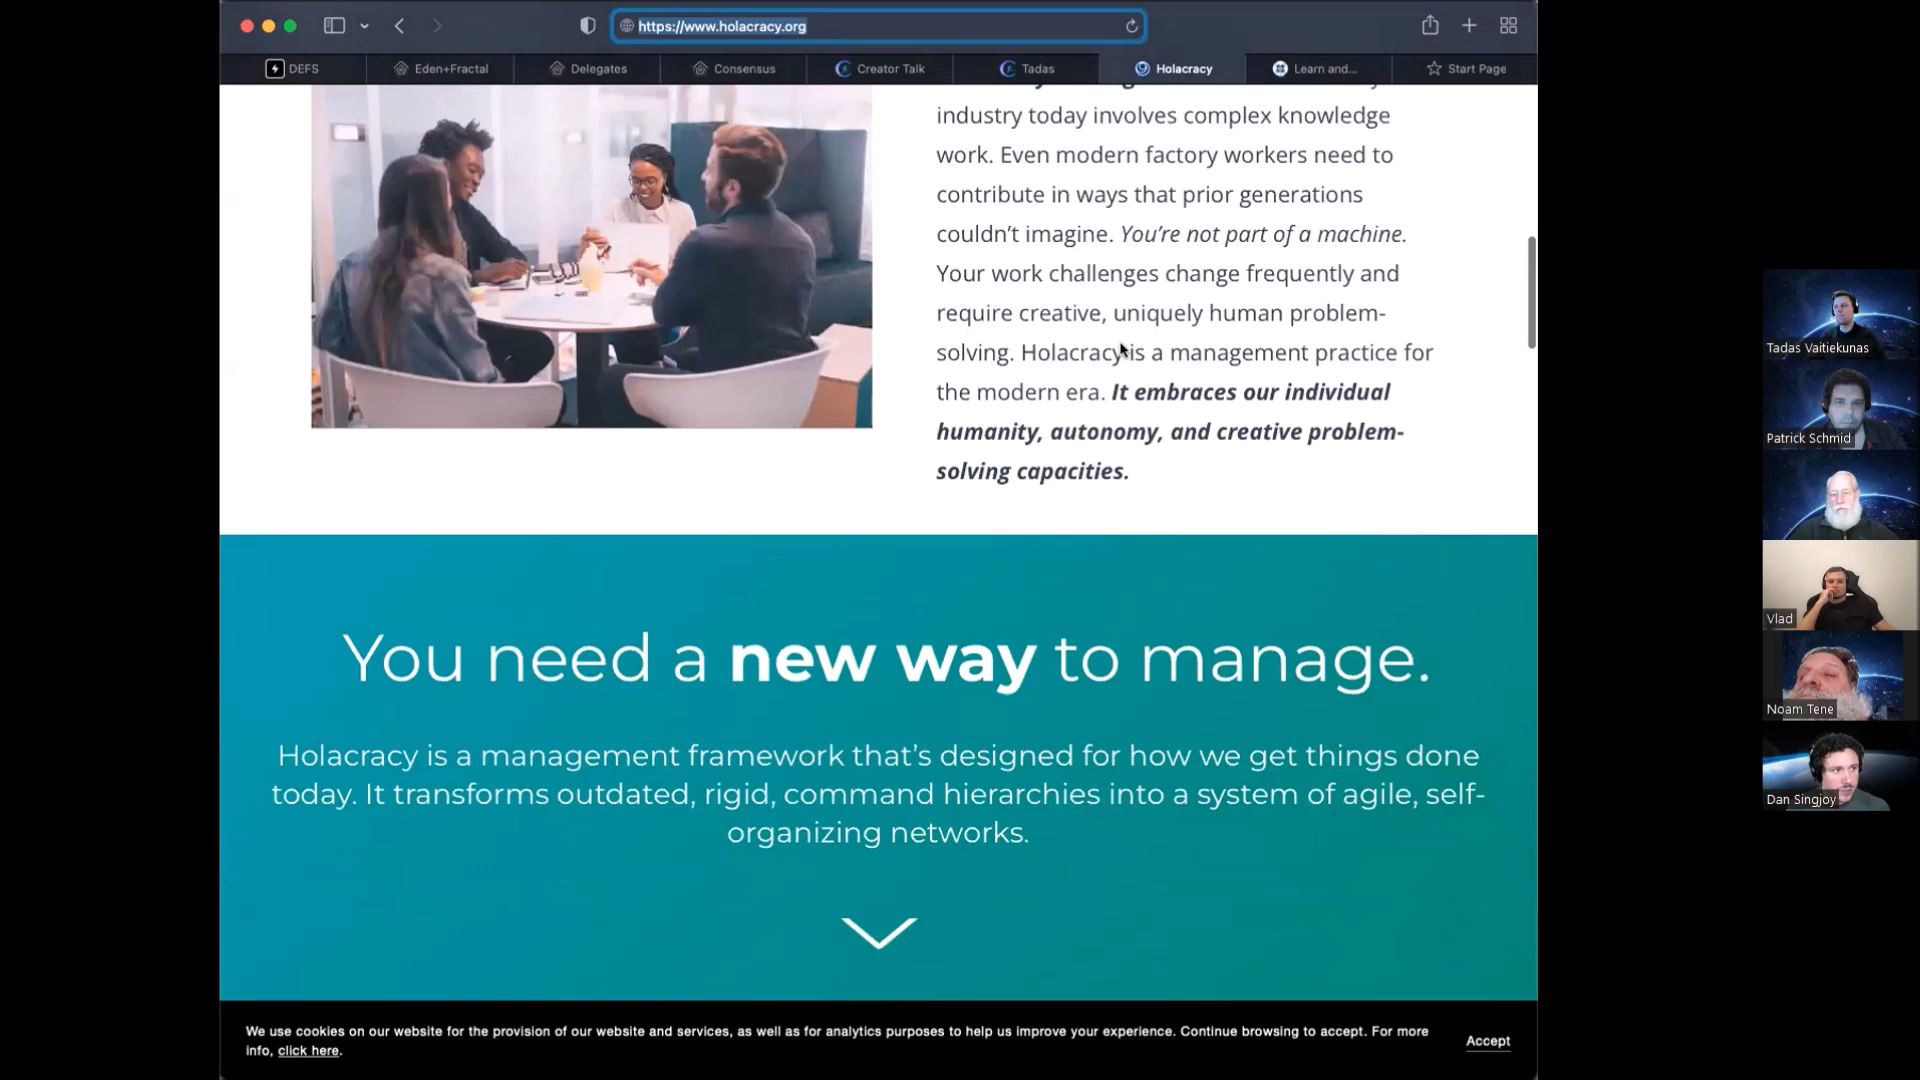 https://www.holacracy.org
DEFS
Eden+Fractal
Delegates
Consensus
Creator Talk
Tadas
Holacracy
Learn and...
Start Page
industry today involves complex knowledge
work. Even modern factory workers need to
contribute in ways that prior generations
couldn’t imagine. You’re not part of a machine.
Your work challenges change frequently and
require creative, uniquely human problem-
solving. Holacracy is a management practice for
the modern era. It embraces our individual
humanity, autonomy, and creative problem-
solving capacities.
You need a new way to manage.
Holacracy is a management framework that’s designed for how we get things done
today. It transforms outdated, rigid, command hierarchies into a system of agile, self-
organizing networks.
We use cookies on our website for the provision of our website and services, as well as for analytics purposes to help us improve your experience. Continue browsing to accept. For more
info, click here.
Accept
Tadas Vaitiekunas
Patrick Schmid
Vlad
Noam Tene
Dan Singjoy